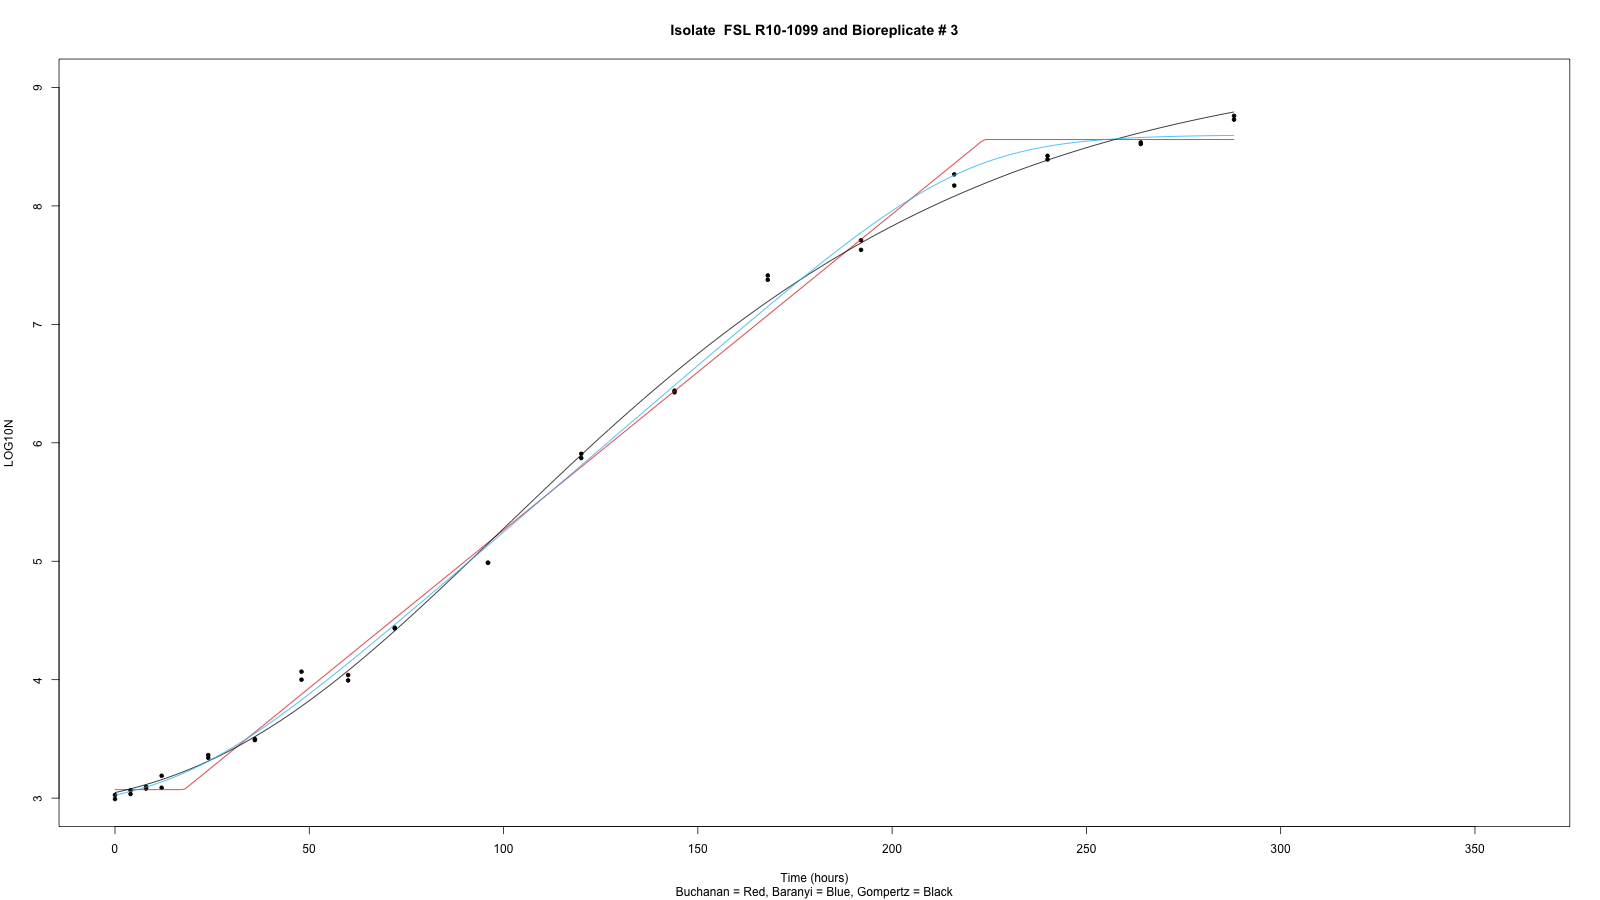 Isolate  FSL R10-1099 and Bioreplicate # 3
9
8
7
6
5
4
3
LOG10N
0 50 100 150 200 250 300 350
Time (hours)
Buchanan = Red, Baranyi = Blue, Gompertz = Black